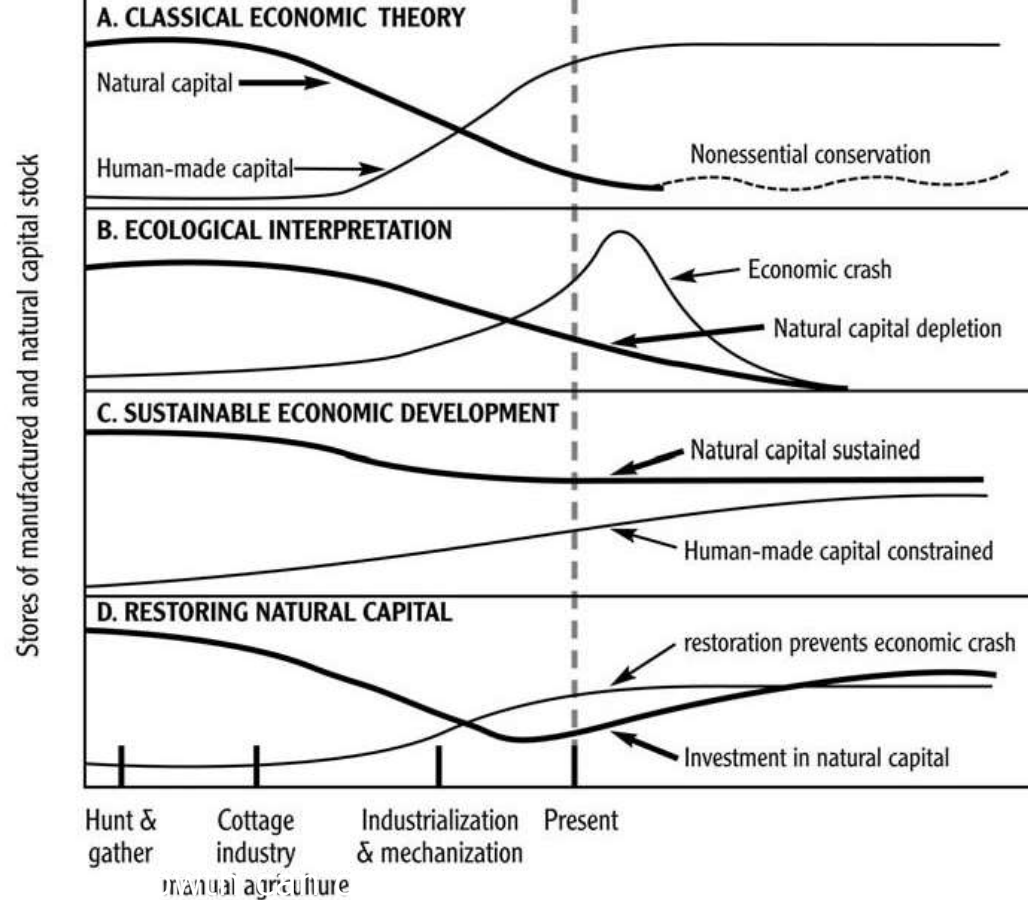 A. CLASSICAL ECONOMIC THEORY
Natural capital
Human-made capital
Nonessential conservation
B. ECOLOGICAL INTERPRETATION
Economic crash
Natural capital depletion
C. SUSTAINABLE ECONOMIC DEVELOPMENT
Natural capital sustained
Human-made capital constrained
D. RESTORING NATURAL CAPITAL
restoration prevents economic crash
Investment in natural capital
Stores of manufactured and natural capital stock
Hunt &
gather
Cottage
industry
manual agriculture
Industrialization
& mechanization
Present